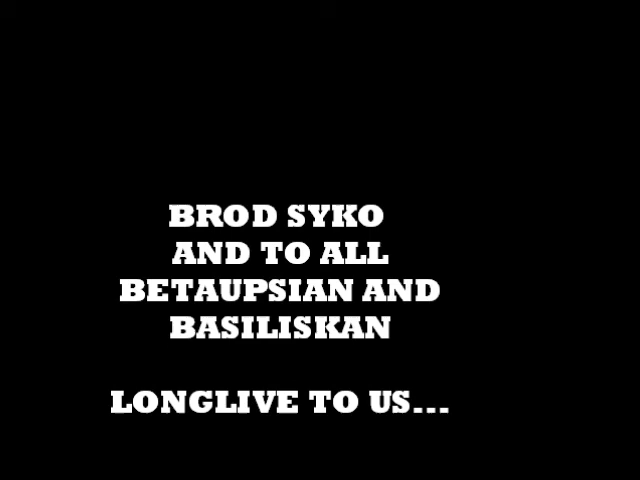 BROD SYKO
AND TO ALL
BETAUPSIAN AND
BASILISKAN
LONGLIVE TO US...